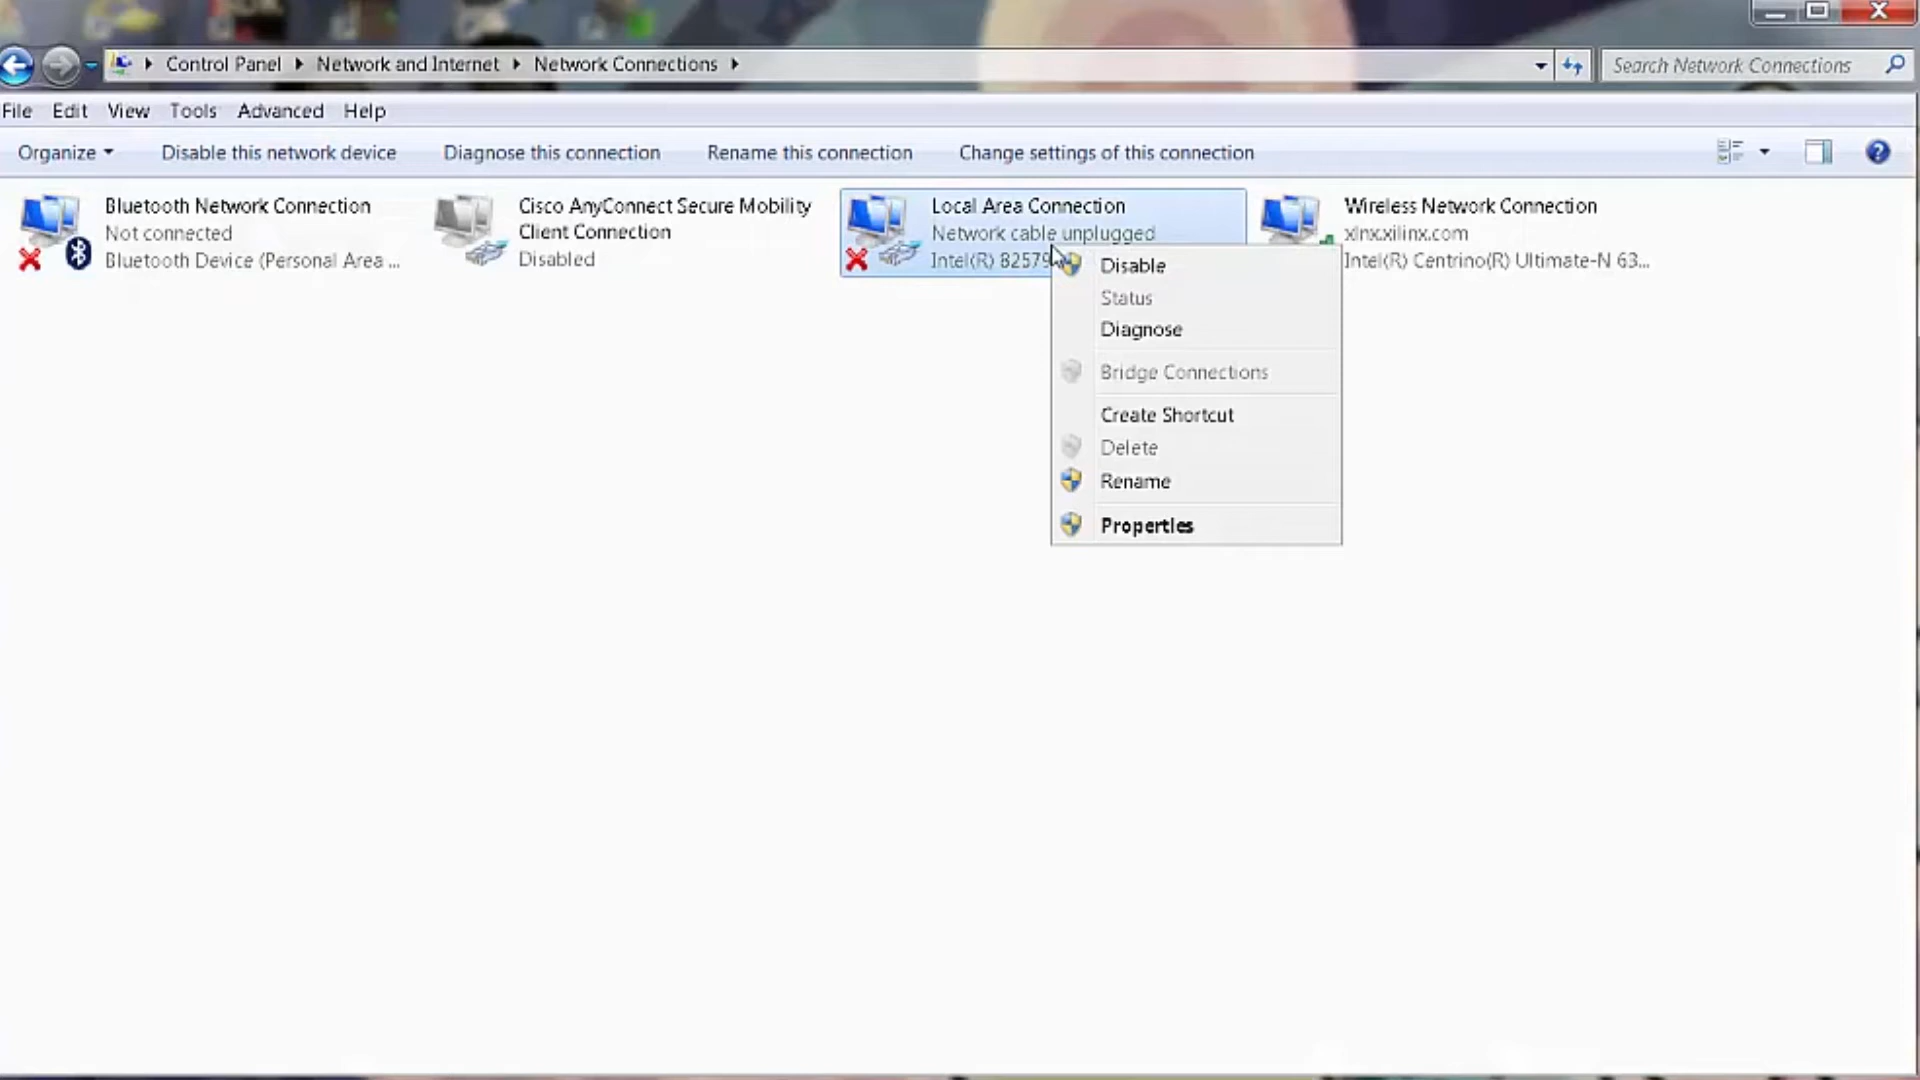 Control Panel Network and Internet Network Connections
Search Network Connections
File Edit View Tools Advanced Help
Organize Disable this network device Diagnose this connection Rename this connection Change settings of this connection
Bluetooth Network Connection
Not connected
Bluetooth Device (Personal Area ...
Cisco AnyConnect Secure Mobility
Client Connection
Disabled
Local Area Connection
Network cable unplugged
Intel(R) 82579
Wireless Network Connection
xlnx.xilinx.com
Intel(R) Centrino(R) Ultimate-N 63...
Disable
Status
Diagnose
Bridge Connections
Create Shortcut
Delete
Rename
Properties